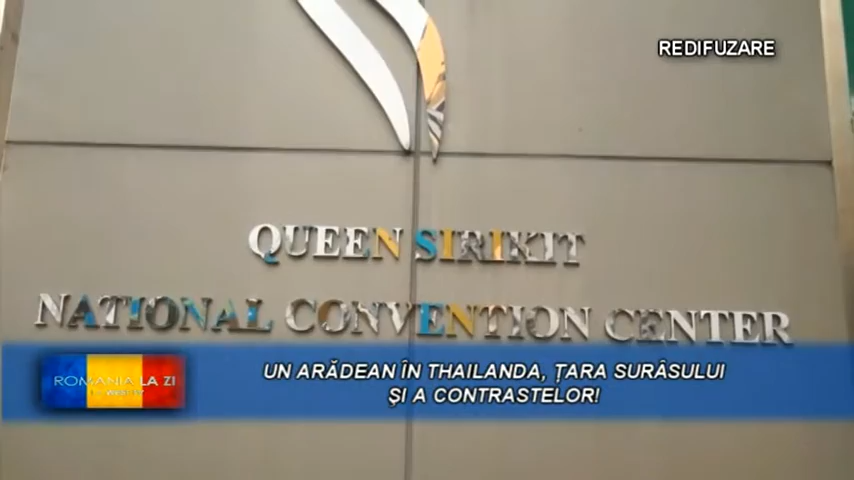 REDIFUZARE
QUEEN SIRIKIT
NATIONAL CONVENTION CENTER
ROMANIA LA ZI
UN ARĂDEAN ÎN THAILANDA, ȚARA SURÂSULUI
ȘI A CONTRASTELOR!